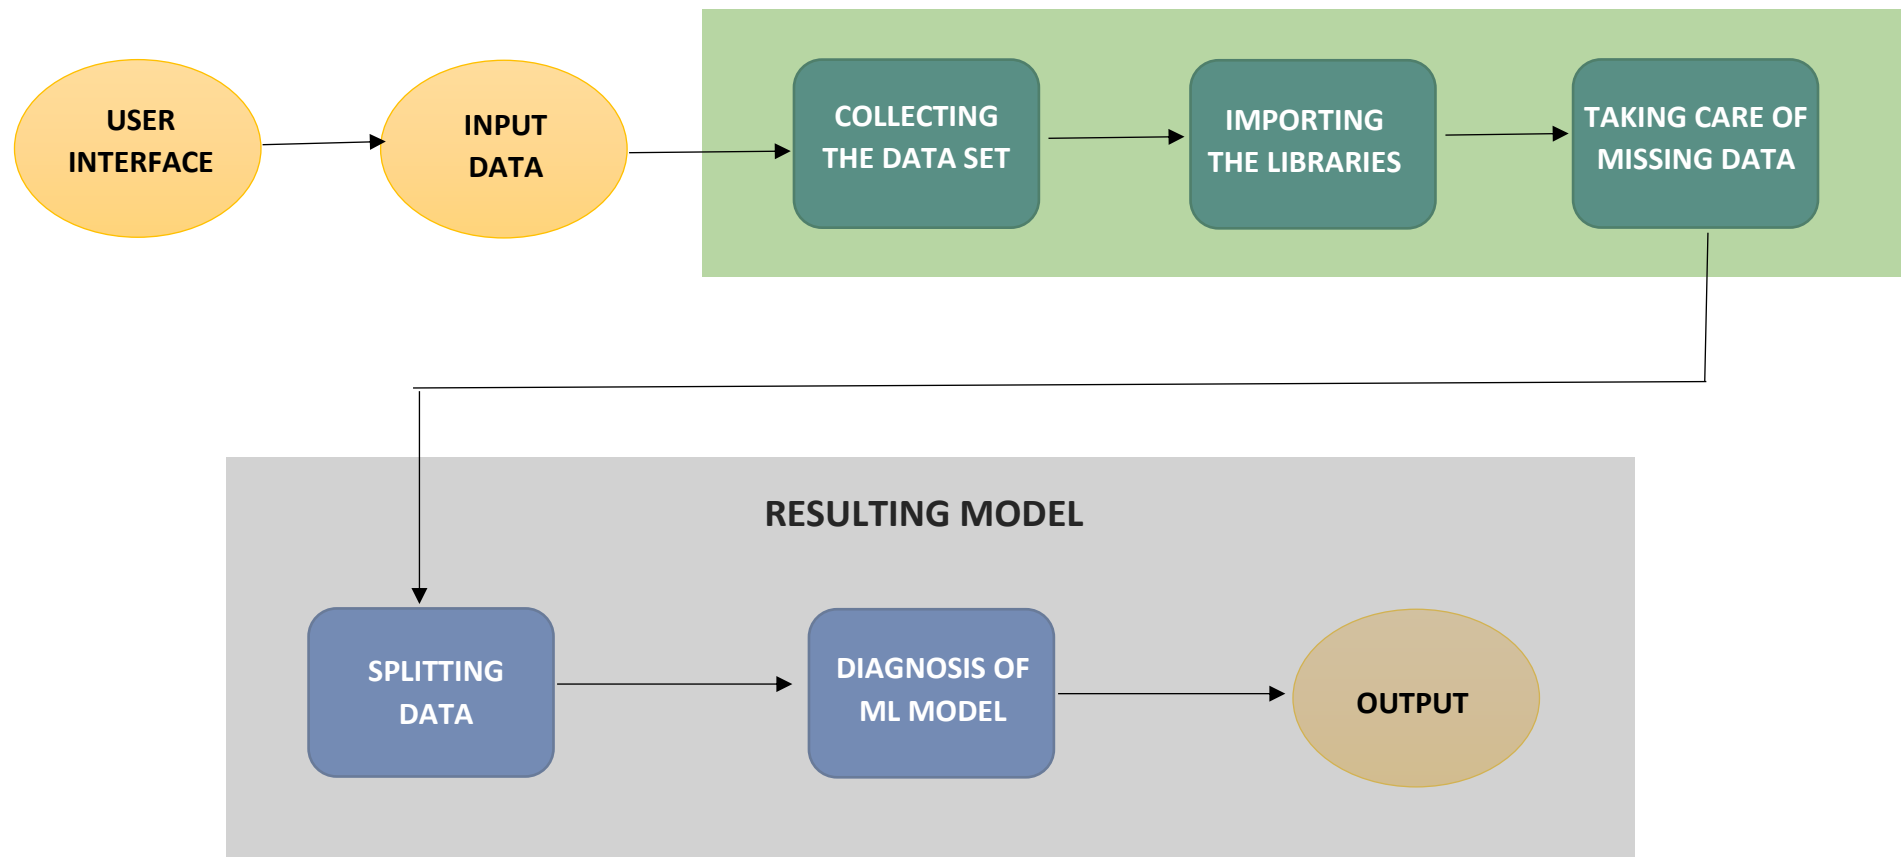 USER
INTERFACE
INPUT
DATA
COLLECTING
THE DATA SET
IMPORTING
THE LIBRARIES
TAKING CARE OF
MISSING DATA
RESULTING MODEL
SPLITTING
DATA
DIAGNOSIS OF
ML MODEL
OUTPUT